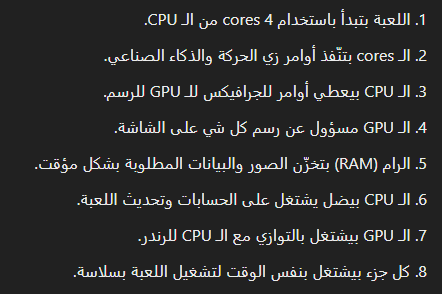 1. اللعبة بتبدأ باستخدام 4 cores من الـ CPU.
2. الـ cores بتنّفذ أوامر زي الحركة والذكاء الصناعي.
3. الـ CPU بيعطي أوامر للجرافيكس للـ GPU للرسم.
4. الـ GPU مسؤول عن رسم كل شي على الشاشة.
5. الرام (RAM) بتخزّن الصور والبيانات المطلوبة بشكل مؤقت.
6. الـ CPU بيضل يشتغل على الحسابات وتحديث اللعبة.
7. الـ GPU بيشتغل بالتوازي مع الـ CPU للرندر.
8. كل جزء بيشتغل بنفس الوقت لتشغيل اللعبة بسلاسة.